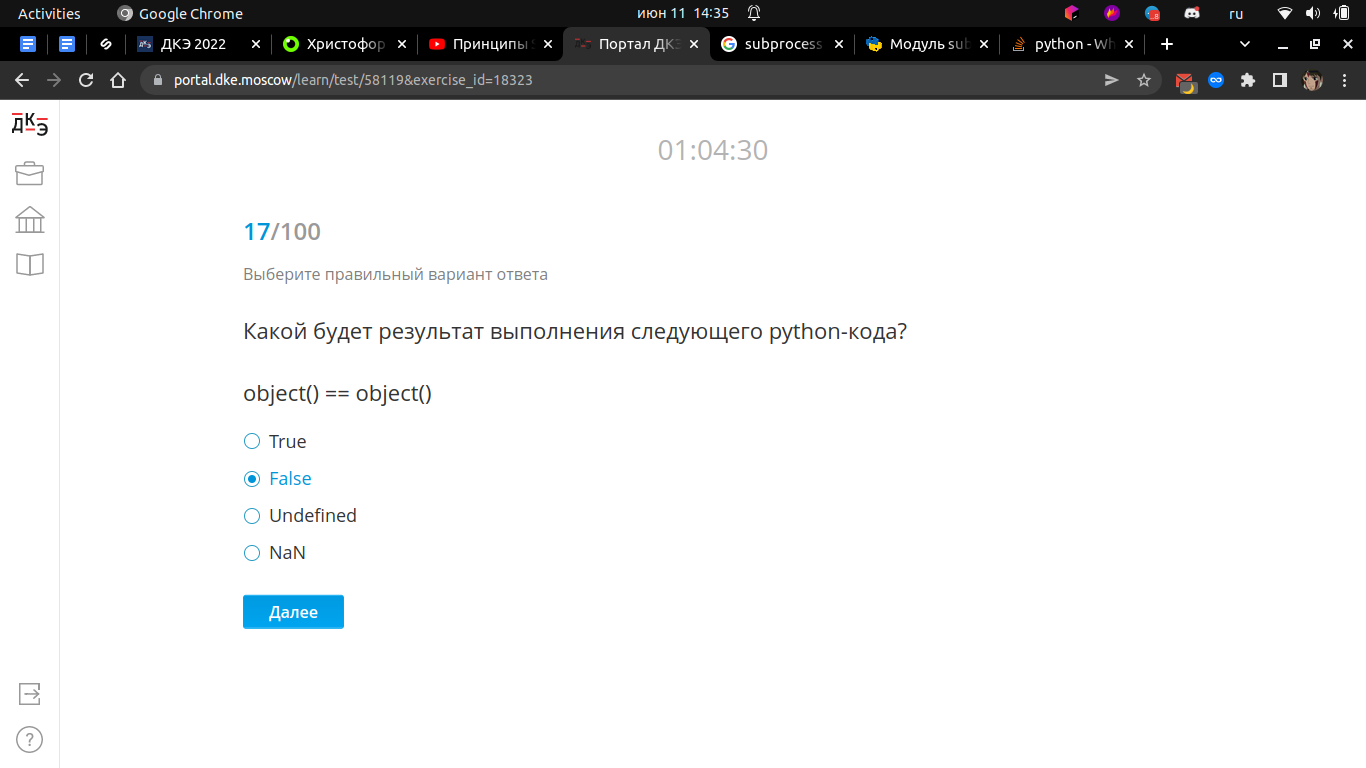 Activities
Google Chrome
июн 11 14:35
ru
ДКЭ 2022
Христофор
Принципы
Портал ДКЭ
subprocess
Модуль sub
python - Wh
portal.dke.moscow/learn/test/58119&exercise_id=18323
ДКЭ
01:04:30
17/100
Выберите правильный вариант ответа
Какой будет результат выполнения следующего python-кода?
object() == object()
True
False
Undefined
NaN
Далее